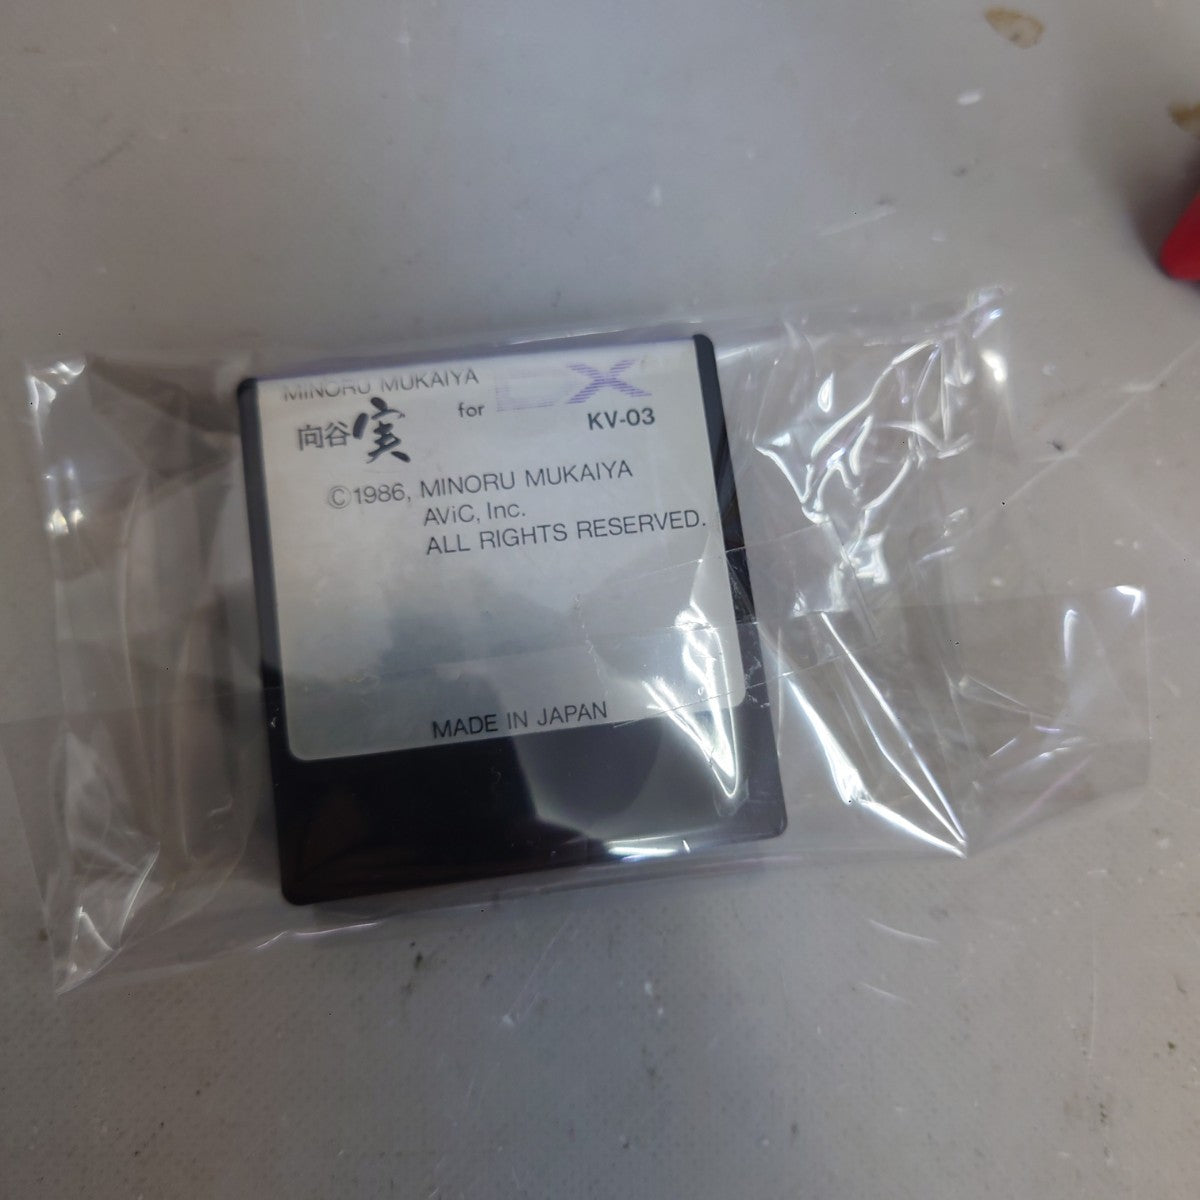 MINORU MUKAIYA
向谷実 for DX
KV-03
©1986, MINORU MUKAIYA
AViC, Inc.
ALL RIGHTS RESERVED.
MADE IN JAPAN